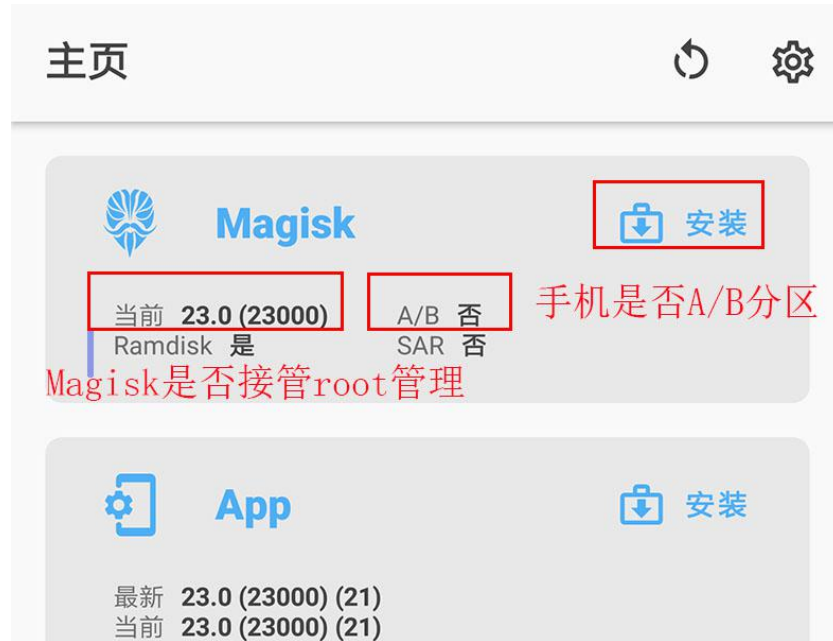 主页
Magisk
安装
当前 23.0 (23000)
A/B 否
手机是否A/B分区
Ramdisk 是
SAR 否
Magisk是否接管root管理
App
安装
最新 23.0 (23000) (21)
当前 23.0 (23000) (21)